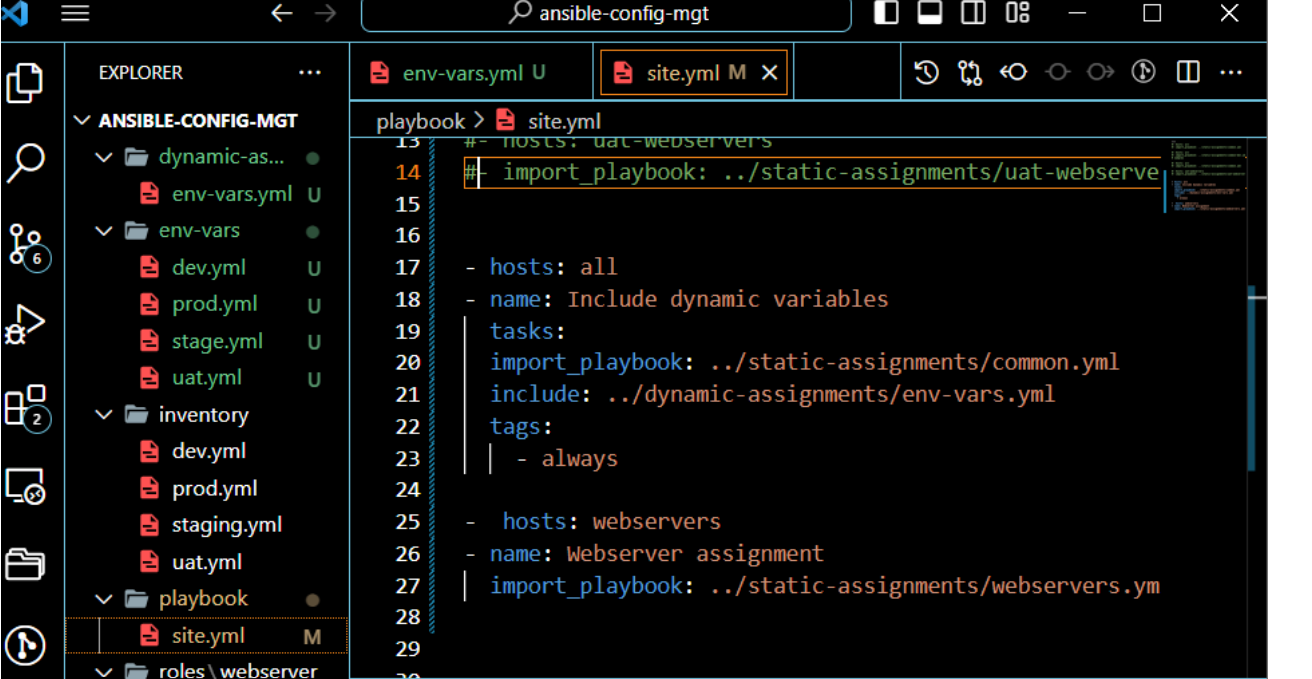 ansible-config-mgt
EXPLORER
ANSIBLE-CONFIG-MGT
dynamic-as...
env-vars.yml U
env-vars
dev.yml U
prod.yml U
stage.yml U
uat.yml U
6
2
inventory
dev.yml
prod.yml
staging.yml
uat.yml
playbook
site.yml M
roles\webserver
env-vars.yml U
site.yml M
playbook > site.yml
13 #- hosts: uat-webservers
14 #- import_playbook: ../static-assignments/uat-webserve
15
16
17 - hosts: all
18 - name: Include dynamic variables
19 tasks:
20 import_playbook: ../static-assignments/common.yml
21 include: ../dynamic-assignments/env-vars.yml
22 tags:
23 - always
24
25 -  hosts: webservers
26 - name: Webserver assignment
27 import_playbook: ../static-assignments/webservers.ym
28
29